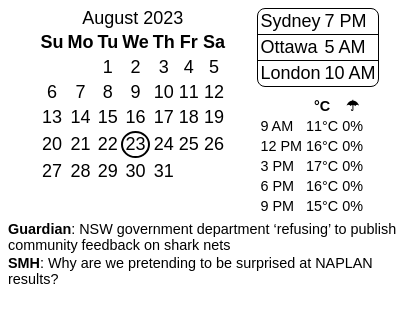 August 2023
Su Mo Tu We Th Fr Sa
1 2 3 4 5
6 7 8 9 10 11 12
13 14 15 16 17 18 19
20 21 22 23 24 25 26
27 28 29 30 31
Sydney 7 PM
Ottawa 5 AM
London 10 AM
°C ☂
9 AM 11°C 0%
12 PM 16°C 0%
3 PM 17°C 0%
6 PM 16°C 0%
9 PM 15°C 0%
Guardian: NSW government department ‘refusing’ to publish
community feedback on shark nets
SMH: Why are we pretending to be surprised at NAPLAN
results?